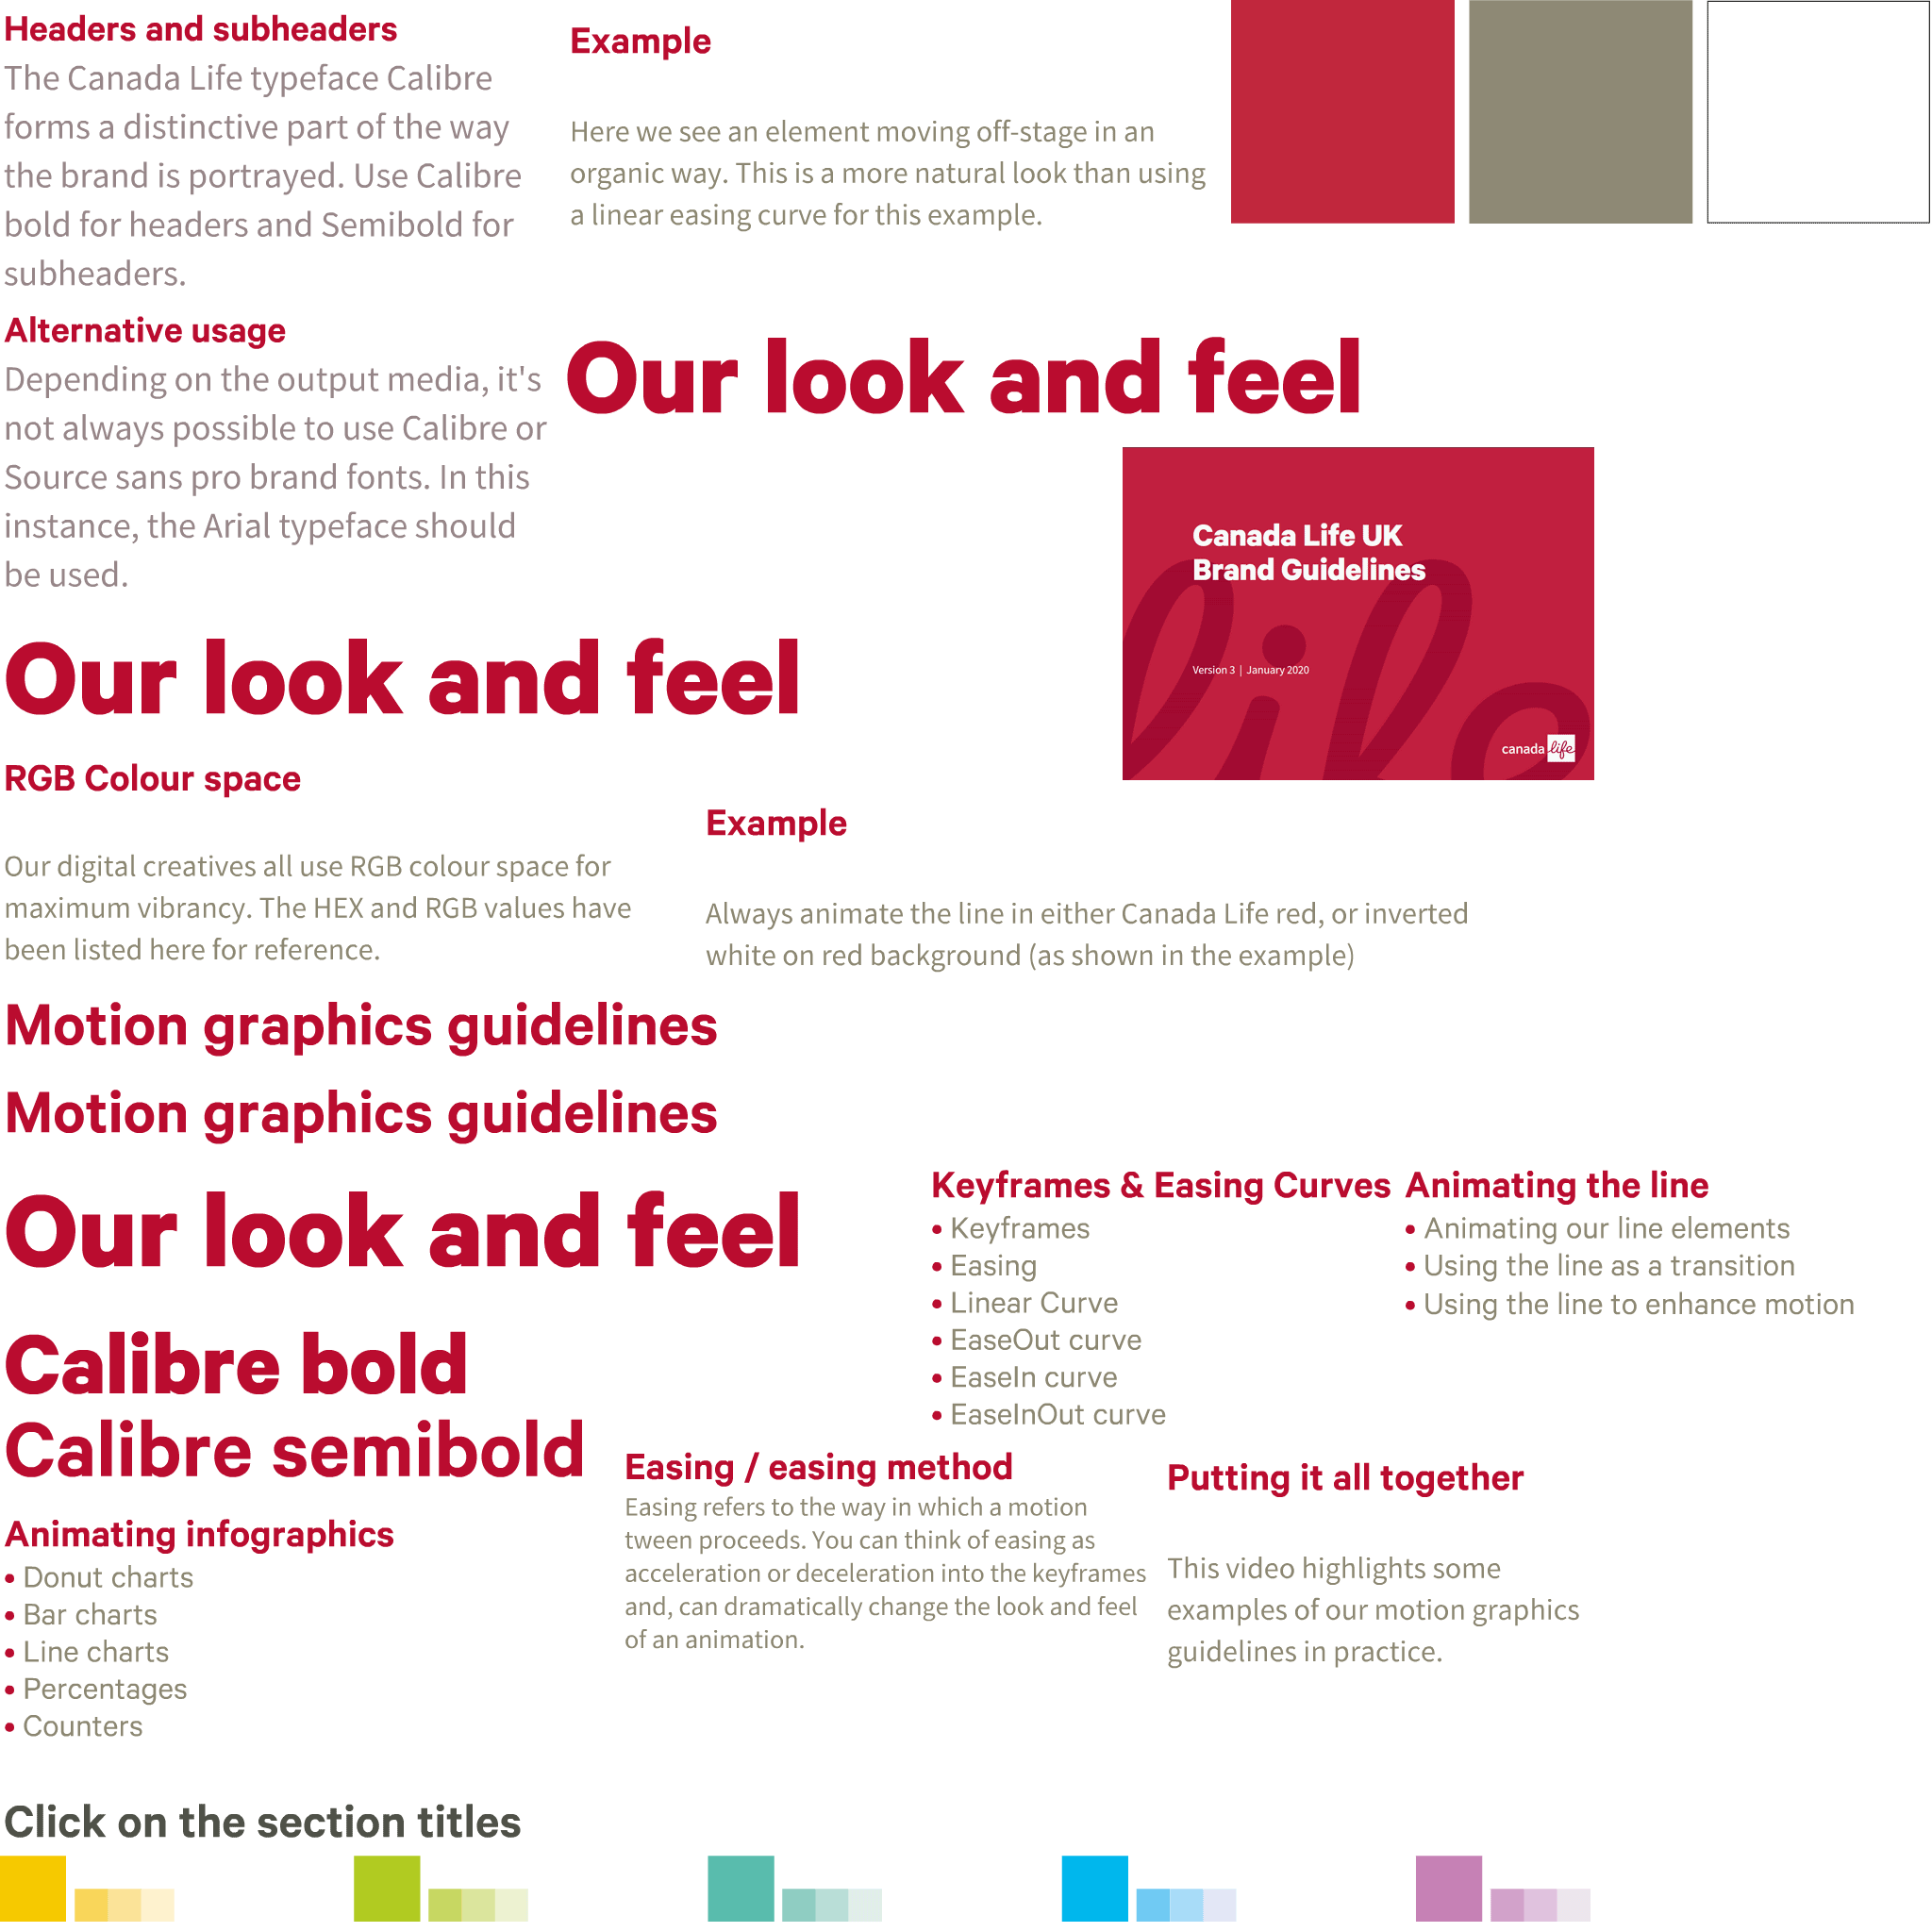 Headers and subheaders
The Canada Life typeface Calibre
forms a distinctive part of the way
the brand is portrayed. Use Calibre
bold for headers and Semibold for
subheaders.
Example
Here we see an element moving off-stage in an
organic way. This is a more natural look than using
a linear easing curve for this example.
Alternative usage
Depending on the output media, it's
not always possible to use Calibre or
Source sans pro brand fonts. In this
instance, the Arial typeface should
be used.
Our look and feel
Canada Life UK
Brand Guidelines
Version 3 | January 2020
canada life
life
Our look and feel
RGB Colour space
Our digital creatives all use RGB colour space for
maximum vibrancy. The HEX and RGB values have
been listed here for reference.
Example
Always animate the line in either Canada Life red, or inverted
white on red background (as shown in the example)
Motion graphics guidelines
Motion graphics guidelines
Our look and feel
Keyframes & Easing Curves
• Keyframes
• Easing
• Linear Curve
• EaseOut curve
• EaseIn curve
• EaseInOut curve
Animating the line
• Animating our line elements
• Using the line as a transition
• Using the line to enhance motion
Calibre bold
Calibre semibold
Easing / easing method
Easing refers to the way in which a motion
tween proceeds. You can think of easing as
acceleration or deceleration into the keyframes
and, can dramatically change the look and feel
of an animation.
Putting it all together
This video highlights some
examples of our motion graphics
guidelines in practice.
Animating infographics
• Donut charts
• Bar charts
• Line charts
• Percentages
• Counters
Click on the section titles